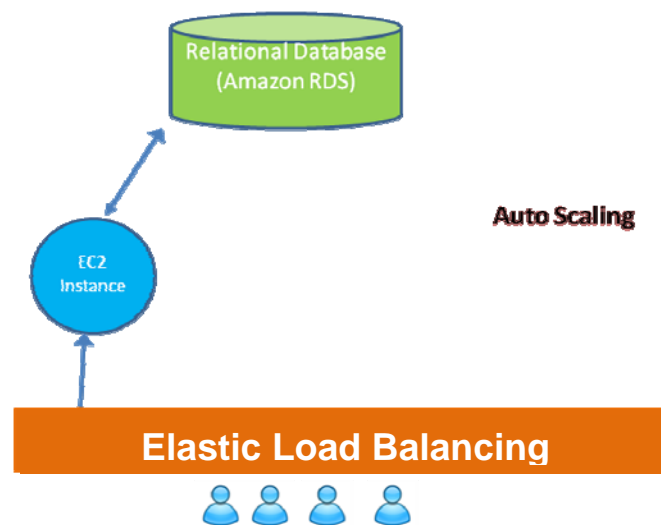 Relational Database
(Amazon RDS)
Auto Scaling
EC2
Instance
Elastic Load Balancing